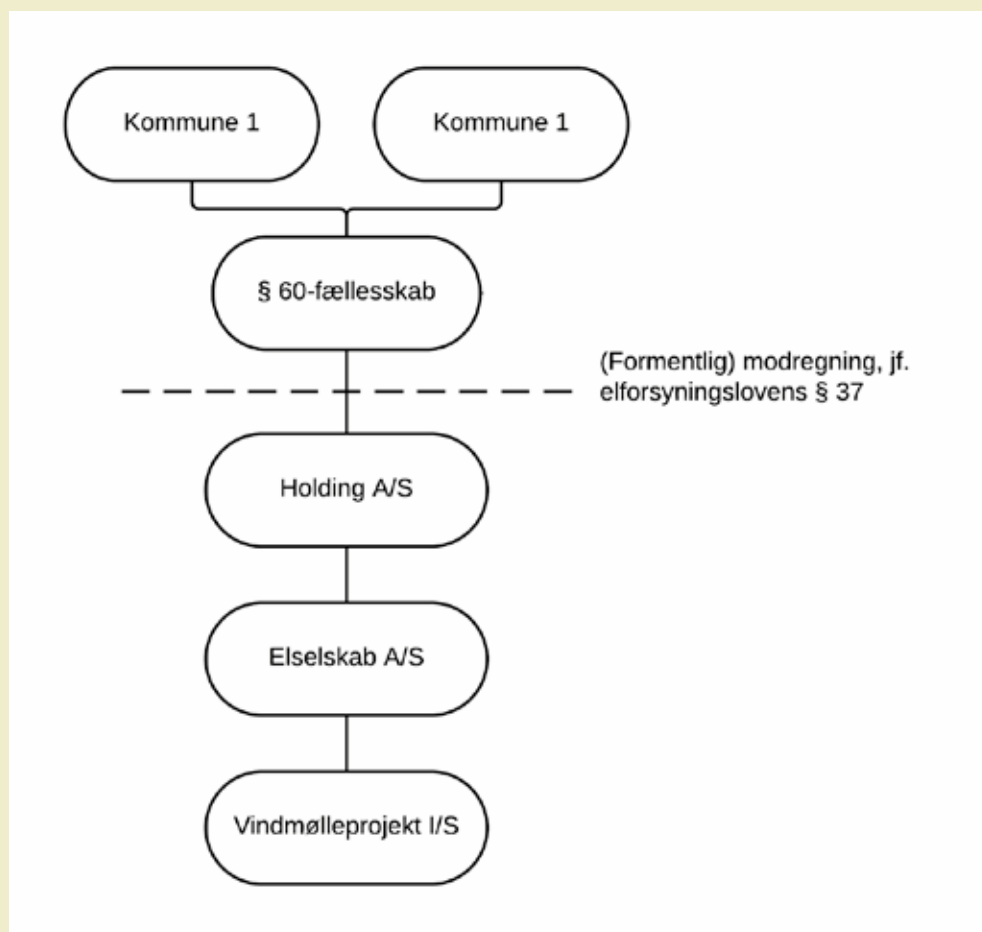 Kommune 1
Kommune 1
§ 60-fællesskab
(Formentlig) modregning, jf.
elforsyningslovens § 37
Holding A/S
Elselskab A/S
Vindmølleprojekt I/S